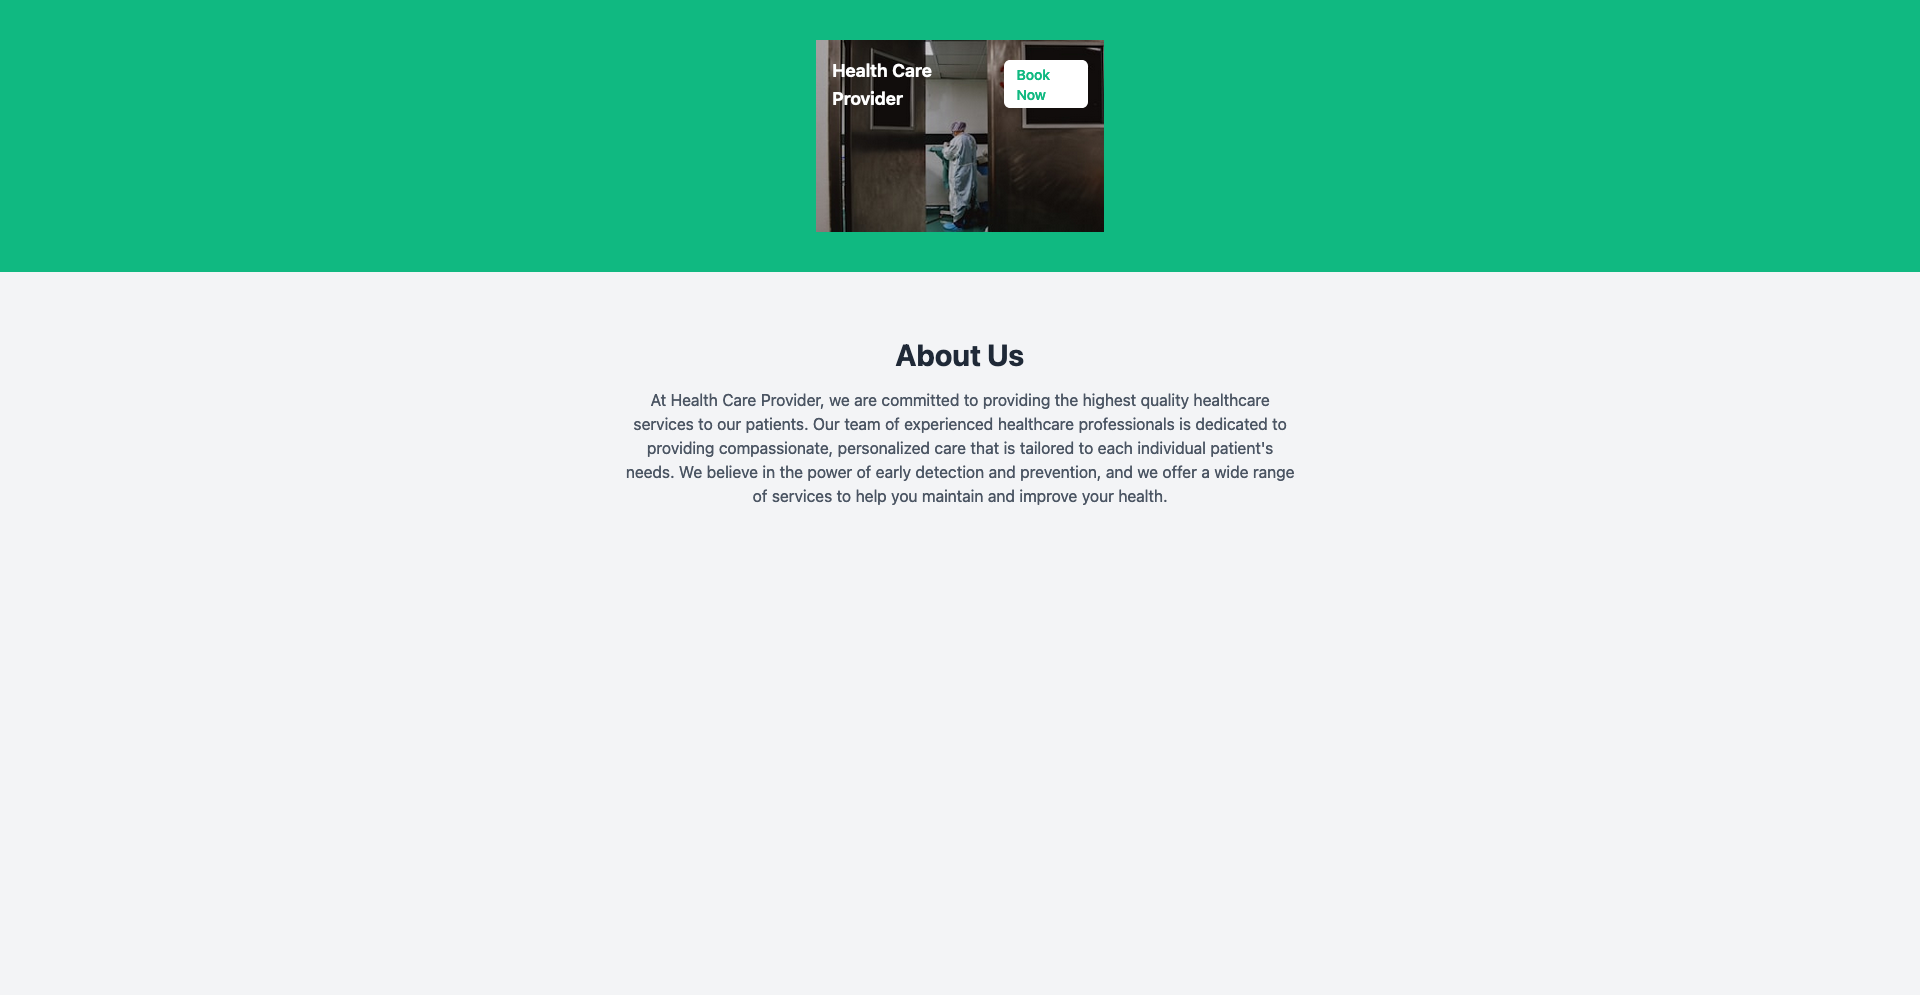 Health Care
Provider
Book
Now
About Us
At Health Care Provider, we are committed to providing the highest quality healthcare
services to our patients. Our team of experienced healthcare professionals is dedicated to
providing compassionate, personalized care that is tailored to each individual patient's
needs. We believe in the power of early detection and prevention, and we offer a wide range
of services to help you maintain and improve your health.